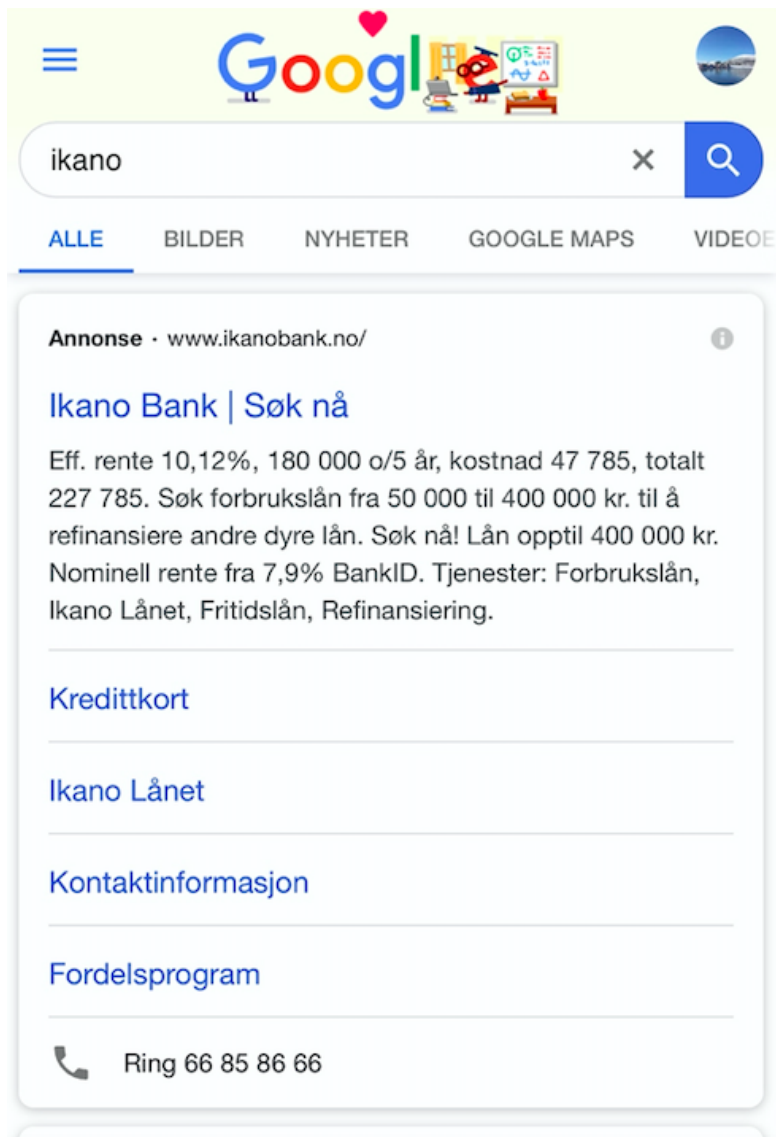 Google
ikano
ALLE BILDER NYHETER GOOGLE MAPS VIDEOE
Annonse · www.ikanobank.no/
Ikano Bank | Søk nå
Eff. rente 10,12%, 180 000 o/5 år, kostnad 47 785, totalt
227 785. Søk forbrukslån fra 50 000 til 400 000 kr. til å
refinansiere andre dyre lån. Søk nå! Lån opptil 400 000 kr.
Nominell rente fra 7,9% BankID. Tjenester: Forbrukslån,
Ikano Lånet, Fritidslån, Refinansiering.
Kredittkort
Ikano Lånet
Kontaktinformasjon
Fordelsprogram
Ring 66 85 86 66